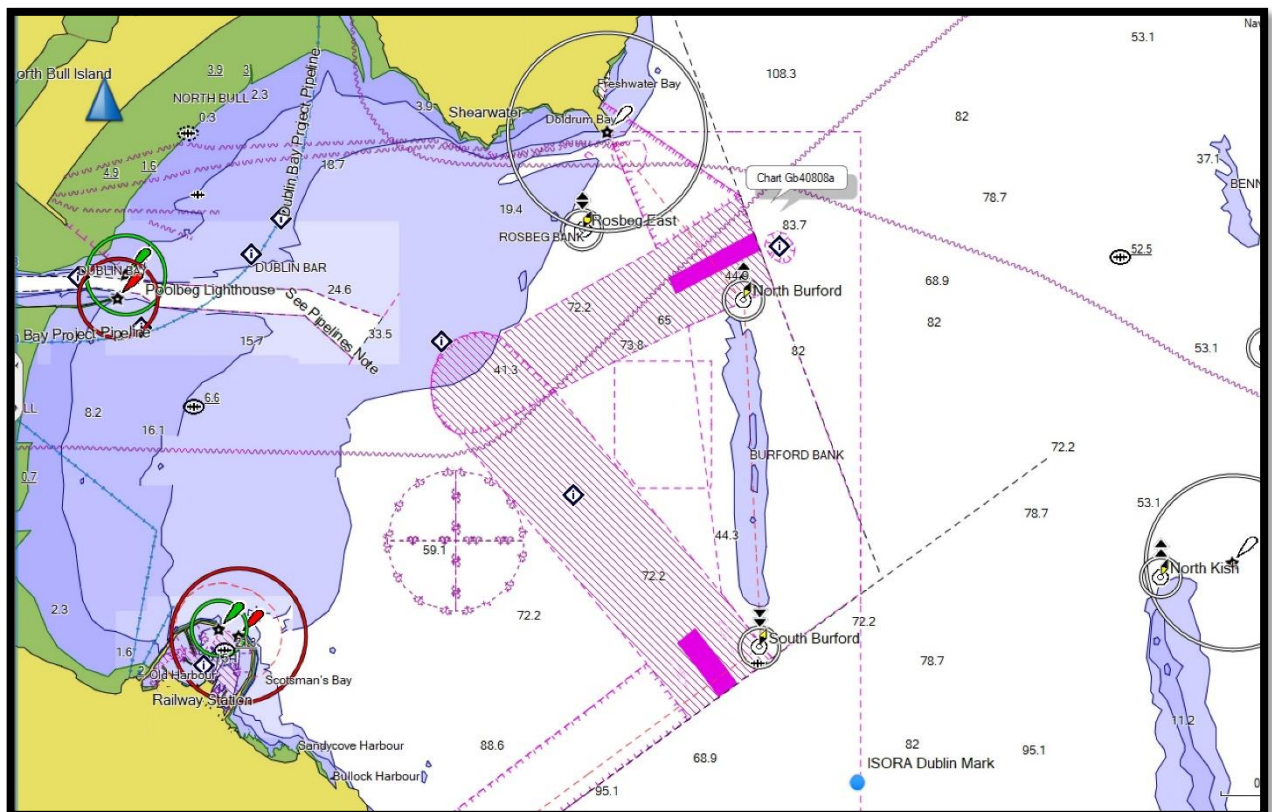 Nav
53.1
orth Bull Island
3.9
3
108.3
Freshwater Bay
NORTH BULL
2.3
3.9
Shearwater
Doldrum Bay
82
0.3
Dublin Bay Project Pipeline
37.1
4.9
1.6
18.7
Chart Gb40808a
BENN
78.7
19.4
Rosbeg East
83.7
ROSBEG BANK
52.5
DUBLIN BAY
DUBLIN BAR
44.9
68.9
Poolbeg Lighthouse
24.6
North Burford
72.2
65
82
See Pipelines Note
33.5
Bay Project Pipeline
15.7
73.8
82
53.1
41.3
6.6
LL
8.2
16.1
BURFORD BANK
72.2
0.7
53.1
78.7
44.3
59.1
72.2
North Kish
2.3
72.2
72.2
South Burford
1.6
78.7
Old Harbour
Scotsman's Bay
Railway Station
11.2
Sandycove Harbour
88.6
82
95.1
68.9
ISORA Dublin Mark
Bullock Harbour
95.1
0